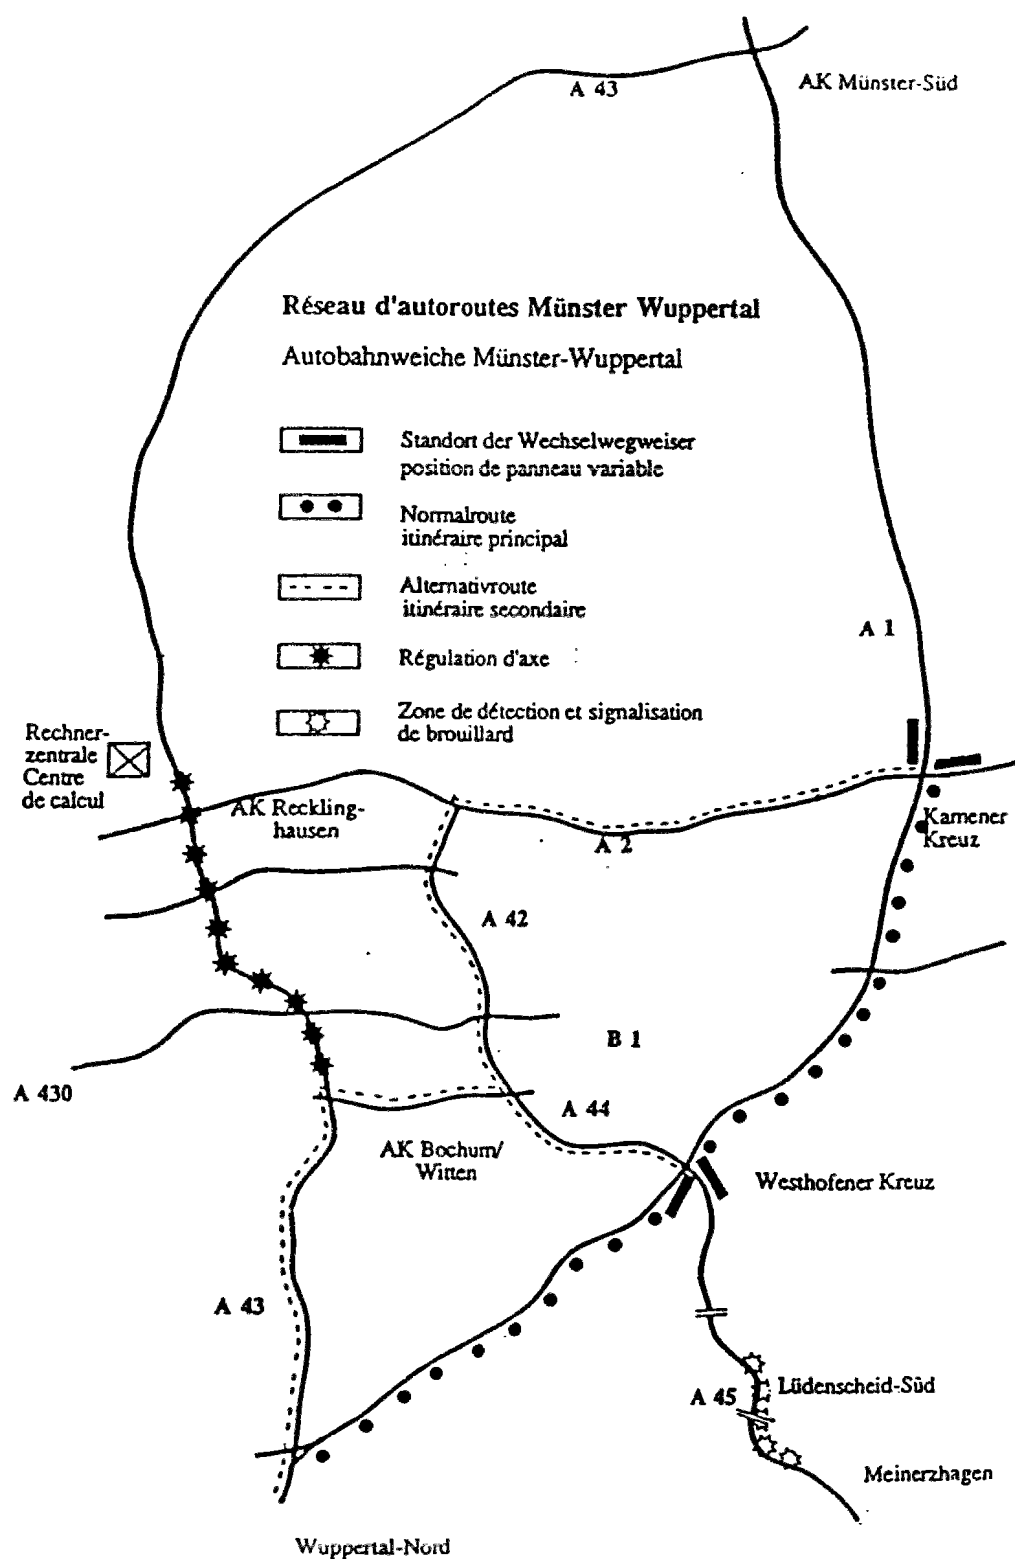 A 43
AK Münster-Süd
Réseau d'autoroutes Münster Wuppertal
Autobahnweiche Münster-Wuppertal
Standort der Wechselwegweiser
position de panneau variable
Normalroute
itinéraire principal
Alternativroute
itinéraire secondaire
Régulation d'axe
Zone de détection et signalisation
de brouillard
A 1
Rechner-
zentrale
Centre
de calcul
AK Reckling-
hausen
A 2
Kamener
Kreuz
A 42
B 1
A 430
A 44
AK Bochum/
Witten
Westhofener Kreuz
A 43
A 45
Lüdenscheid-Süd
Meinerzhagen
Wuppertal-Nord